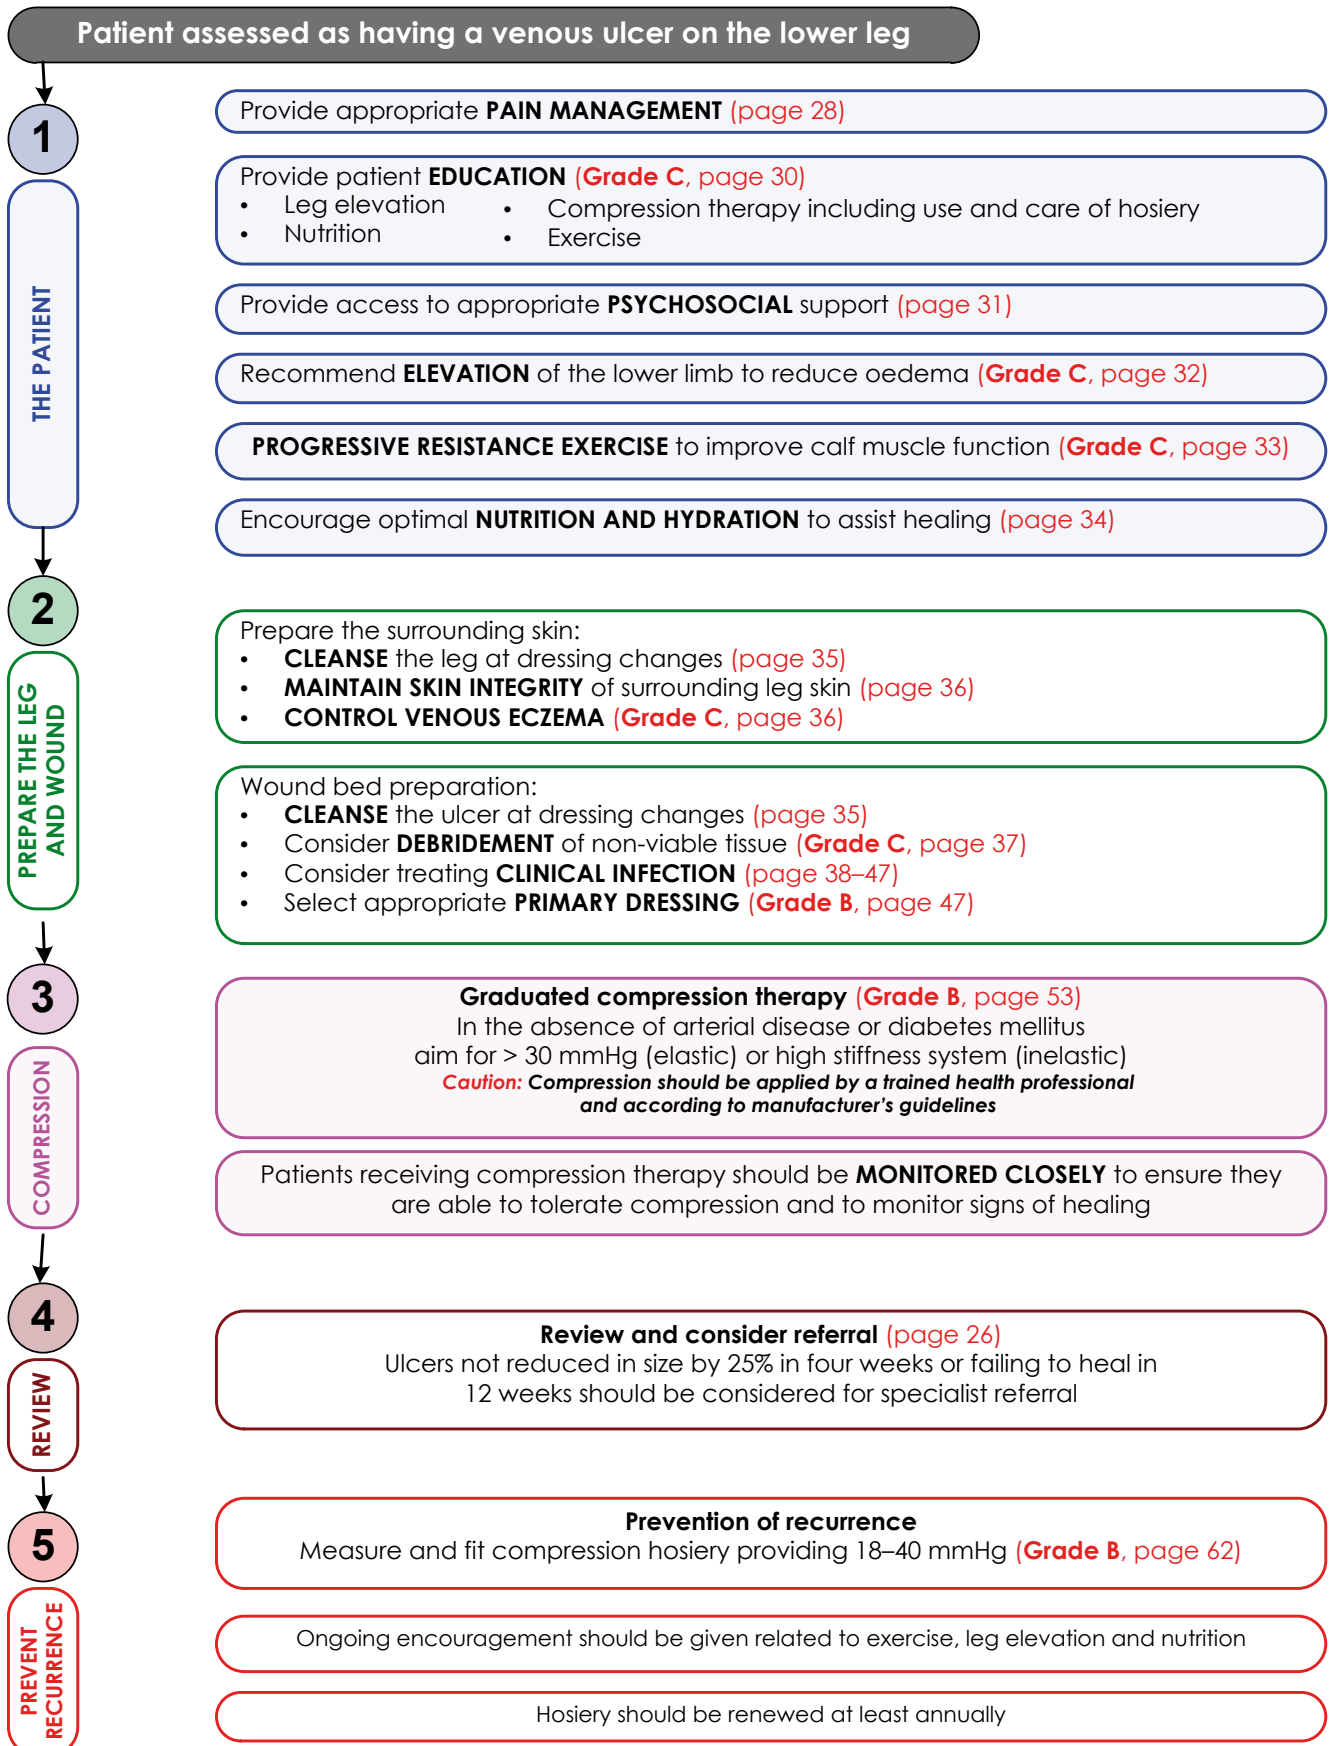 Patient assessed as having a venous ulcer on the lower leg
1
THE PATIENT
Provide appropriate PAIN MANAGEMENT (page 28)
Provide patient EDUCATION (Grade C, page 30)
• Leg elevation
• Nutrition
• Compression therapy including use and care of hosiery
• Exercise
Provide access to appropriate PSYCHOSOCIAL support (page 31)
Recommend ELEVATION of the lower limb to reduce oedema (Grade C, page 32)
PROGRESSIVE RESISTANCE EXERCISE to improve calf muscle function (Grade C, page 33)
Encourage optimal NUTRITION AND HYDRATION to assist healing (page 34)
2
PREPARE THE LEG
AND WOUND
Prepare the surrounding skin:
• CLEANSE the leg at dressing changes (page 35)
• MAINTAIN SKIN INTEGRITY of surrounding leg skin (page 36)
• CONTROL VENOUS ECZEMA (Grade C, page 36)
Wound bed preparation:
• CLEANSE the ulcer at dressing changes (page 35)
• Consider DEBRIDEMENT of non-viable tissue (Grade C, page 37)
• Consider treating CLINICAL INFECTION (page 38–47)
• Select appropriate PRIMARY DRESSING (Grade B, page 47)
3
COMPRESSION
Graduated compression therapy (Grade B, page 53)
In the absence of arterial disease or diabetes mellitus
aim for > 30 mmHg (elastic) or high stiffness system (inelastic)
Caution: Compression should be applied by a trained health professional
and according to manufacturer's guidelines
Patients receiving compression therapy should be MONITORED CLOSELY to ensure they
are able to tolerate compression and to monitor signs of healing
4
REVIEW
Review and consider referral (page 26)
Ulcers not reduced in size by 25% in four weeks or failing to heal in
12 weeks should be considered for specialist referral
5
PREVENT
RECURRENCE
Prevention of recurrence
Measure and fit compression hosiery providing 18–40 mmHg (Grade B, page 62)
Ongoing encouragement should be given related to exercise, leg elevation and nutrition
Hosiery should be renewed at least annually